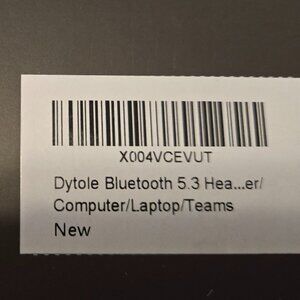 X004VCEVUT
Dytole Bluetooth 5.3 Hea...er/
Computer/Laptop/Teams
New